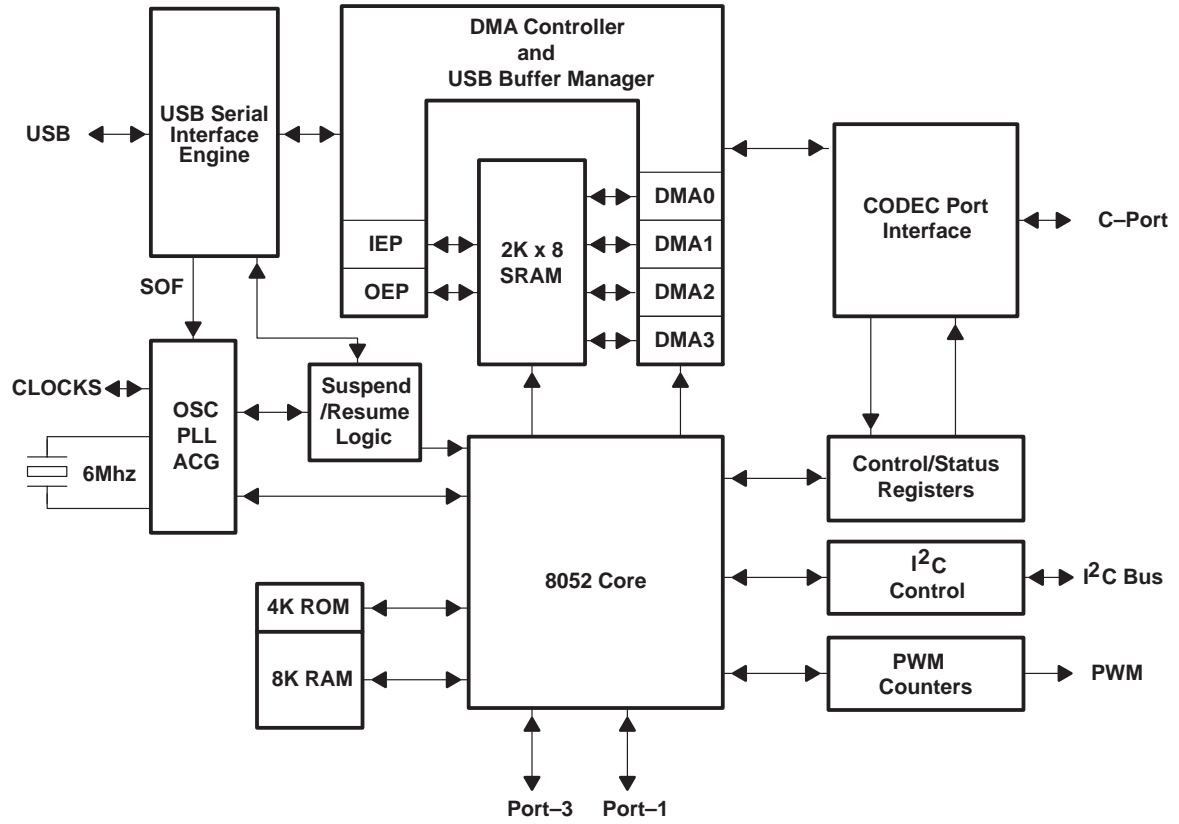 DMA Controller
and
USB Buffer Manager
USB Serial
Interface
Engine
USB
DMA0
DMA1
DMA2
DMA3
IEP
OEP
2K x 8
SRAM
CODEC Port
Interface
C–Port
SOF
CLOCKS
OSC
PLL
ACG
6Mhz
Suspend
/Resume
Logic
Control/Status
Registers
8052 Core
I²C
Control
I²C Bus
4K ROM
8K RAM
PWM
Counters
PWM
Port–3
Port–1